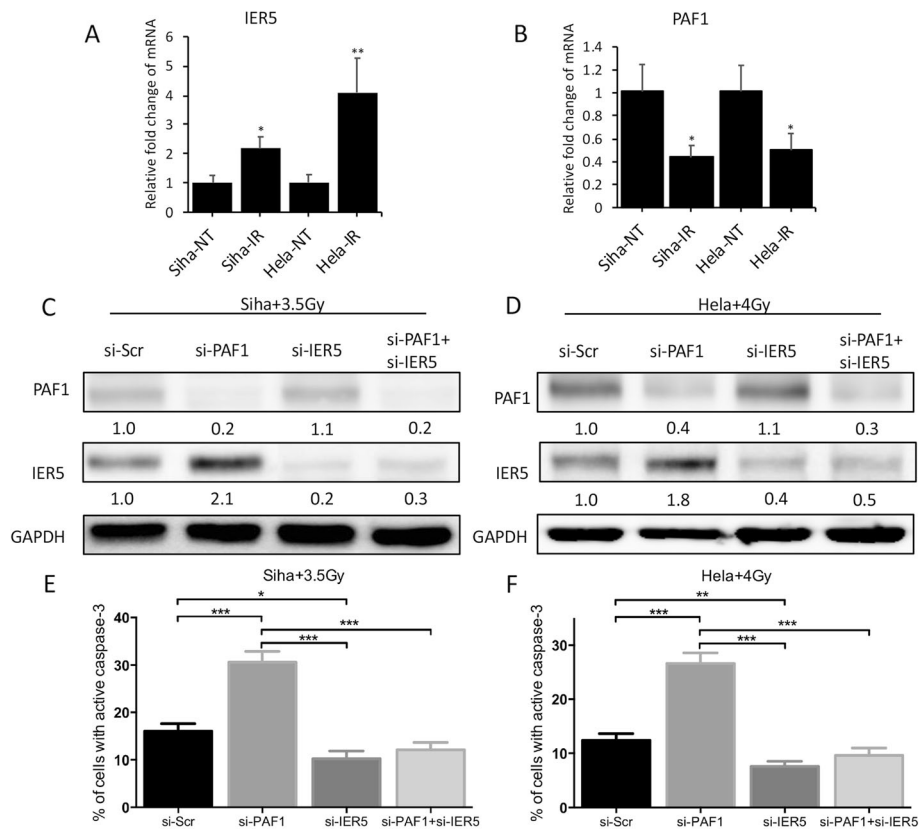 A
IER5
Relative fold change of mRNA
6
5
4
3
2
1
0
*
**
Siha-NT
Siha-IR
Hela-NT
Hela-IR
B
PAF1
Relative fold change of mRNA
1.4
1.2
1
0.8
0.6
0.4
0.2
0
*
*
Siha-NT
Siha-IR
Hela-NT
Hela-IR
C
Siha+3.5Gy
si-Scr si-PAF1 si-IER5 si-PAF1+
si-IER5
PAF1
1.0 0.2 1.1 0.2
IER5
1.0 2.1 0.2 0.3
GAPDH
D
Hela+4Gy
si-Scr si-PAF1 si-IER5 si-PAF1+
si-IER5
PAF1
1.0 0.4 1.1 0.3
IER5
1.0 1.8 0.4 0.5
GAPDH
E
Siha+3.5Gy
% of cells with active caspase-3
40
30
20
10
0
*
***
***
***
si-Scr si-PAF1 si-IER5 si-PAF1+si-IER5
F
Hela+4Gy
% of cells with active caspase-3
30
20
10
0
**
***
***
***
si-Scr si-PAF1 si-IER5 si-PAF1+si-IER5